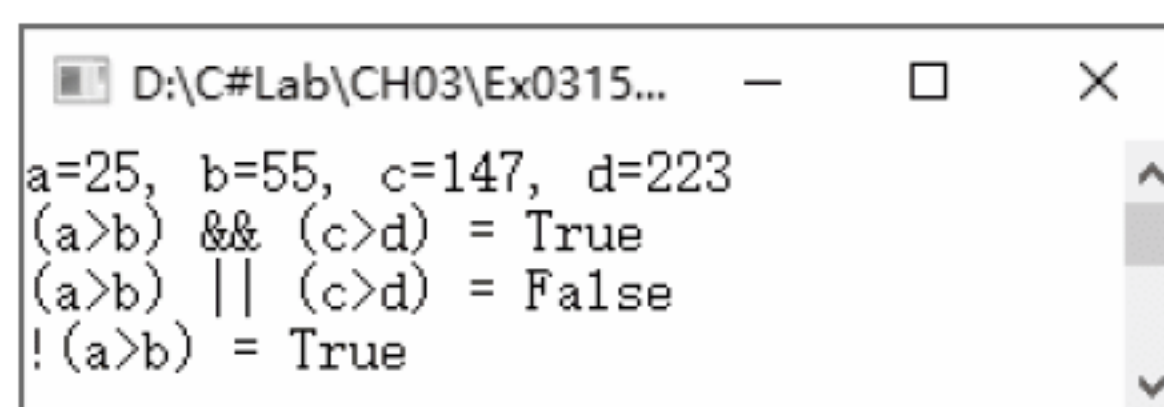 D:\C#Lab\CH03\Ex0315...
a=25, b=55, c=147, d=223
(a>b) && (c>d) = True
(a>b) || (c>d) = False
!(a>b) = True